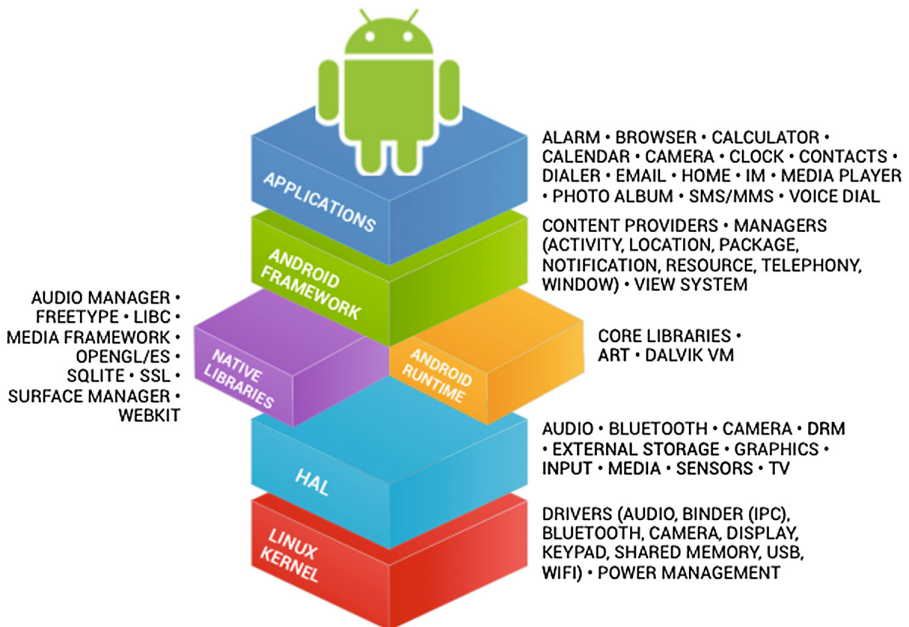 APPLICATIONS
ALARM • BROWSER • CALCULATOR •
CALENDAR • CAMERA • CLOCK • CONTACTS •
DIALER • EMAIL • HOME • IM • MEDIA PLAYER
• PHOTO ALBUM • SMS/MMS • VOICE DIAL
ANDROID
FRAMEWORK
CONTENT PROVIDERS • MANAGERS
(ACTIVITY, LOCATION, PACKAGE,
NOTIFICATION, RESOURCE, TELEPHONY,
WINDOW) • VIEW SYSTEM
AUDIO MANAGER •
FREETYPE • LIBC •
MEDIA FRAMEWORK •
OPENGL/ES •
SQLITE • SSL •
SURFACE MANAGER •
WEBKIT
NATIVE
LIBRARIES
ANDROID
RUNTIME
CORE LIBRARIES •
ART • DALVIK VM
HAL
AUDIO • BLUETOOTH • CAMERA • DRM
• EXTERNAL STORAGE • GRAPHICS •
INPUT • MEDIA • SENSORS • TV
LINUX
KERNEL
DRIVERS (AUDIO, BINDER (IPC),
BLUETOOTH, CAMERA, DISPLAY,
KEYPAD, SHARED MEMORY, USB,
WIFI) • POWER MANAGEMENT